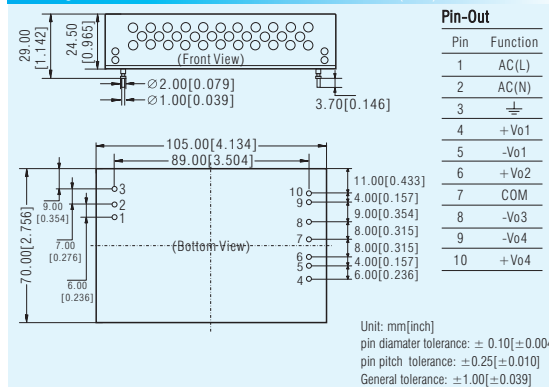 29.00
[1.142]
24.50
[0.965]
(Front View)
∅2.00[0.079]
∅1.00[0.039]
3.70[0.146]
105.00[4.134]
89.00[3.504]
70.00[2.756]
9.00
[0.354]
7.00
[0.276]
6.00
[0.236]
3
2
1
(Bottom View)
10
9
8
7
6
5
4
11.00[0.433]
4.00[0.157]
9.00[0.354]
8.00[0.315]
8.00[0.315]
4.00[0.157]
6.00[0.236]
Pin-Out
Pin Function
1 AC(L)
2 AC(N)
3 ⏚
4 +Vo1
5 -Vo1
6 +Vo2
7 COM
8 -Vo3
9 -Vo4
10 +Vo4
Unit: mm[inch]
pin diamater tolerance: ± 0.10[±0.004
pin pitch tolerance: ±0.25[±0.010]
General tolerance: ±1.00[±0.039]